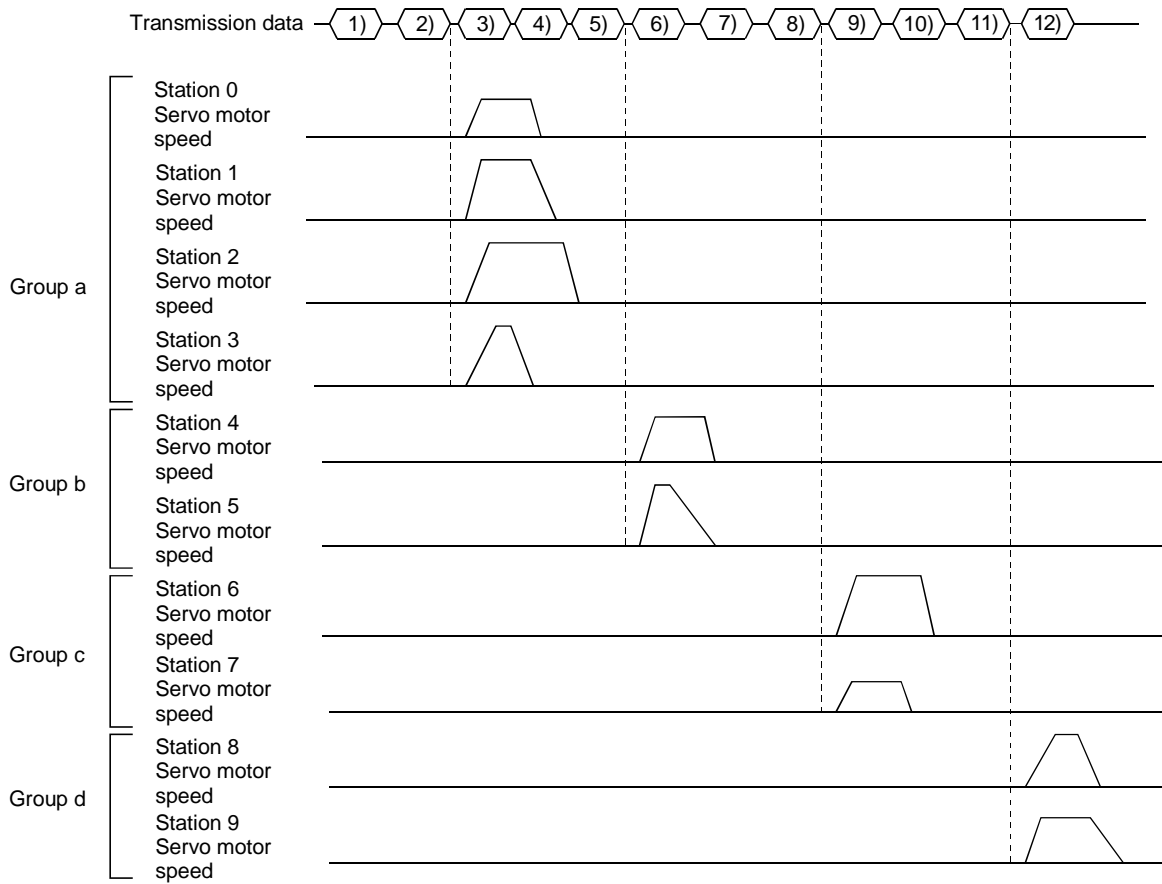 Transmission data 1) 2) 3) 4) 5) 6) 7) 8) 9) 10) 11) 12)
Group a
Station 0
Servo motor
speed
Station 1
Servo motor
speed
Station 2
Servo motor
speed
Station 3
Servo motor
speed
Group b
Station 4
Servo motor
speed
Station 5
Servo motor
speed
Group c
Station 6
Servo motor
speed
Station 7
Servo motor
speed
Group d
Station 8
Servo motor
speed
Station 9
Servo motor
speed